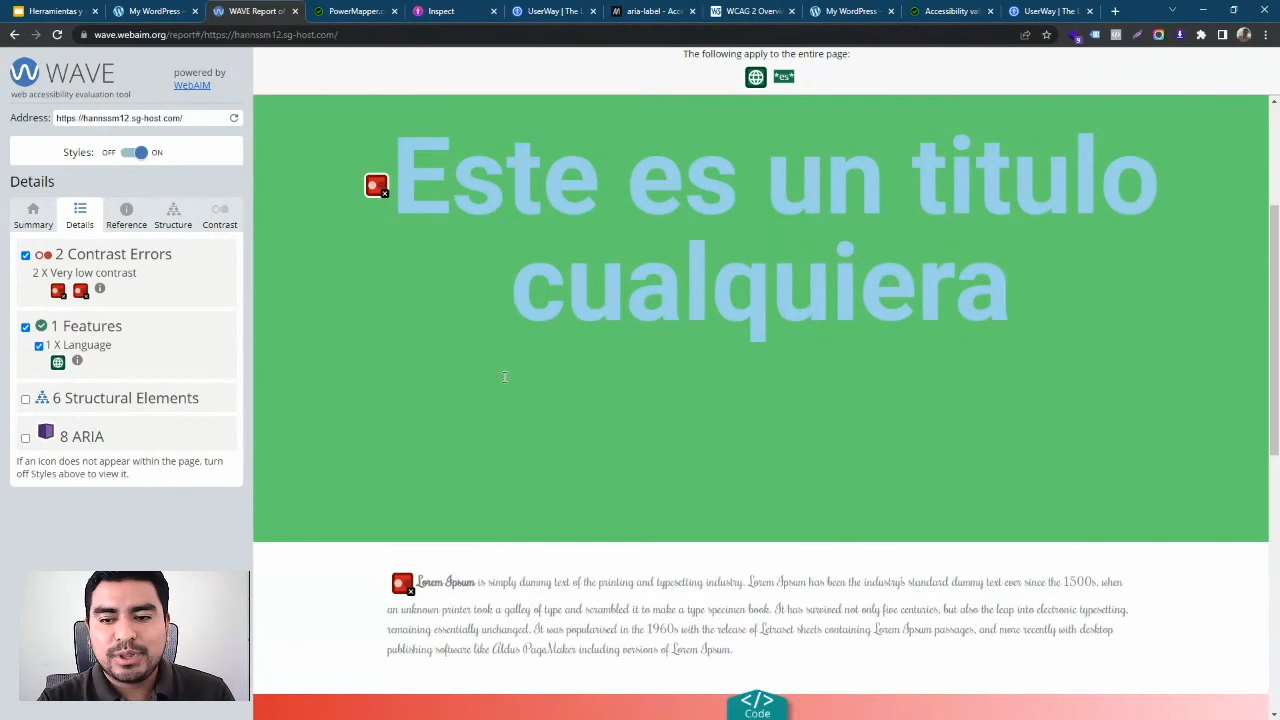 Herramientas y
My WordPress
WAVE Report of
PowerMapper.c
Inspect
UserWay | The L
aria-label - Acc
WCAG 2 Overvi
My WordPress
Accessibility val
UserWay | The L
wave.webaim.org/report#/https://hannssm12.sg-host.com/
WAVE
web accessibility evaluation tool
powered by
WebAIM
Address: https://hannssm12.sg-host.com/
Styles: OFF ON
Details
Summary Details Reference Structure Contrast
2 Contrast Errors
2 X Very low contrast
1 Features
1 X Language
6 Structural Elements
8 ARIA
If an icon does not appear within the page, turn
off Styles above to view it.
The following apply to the entire page:
*es*
Este es un titulo
cualquiera
Lorem Ipsum is simply dummy text of the printing and typesetting industry. Lorem Ipsum has been the industry's standard dummy text ever since the 1500s, when
an unknown printer took a galley of type and scrambled it to make a type specimen book. It has survived not only five centuries, but also the leap into electronic typesetting,
remaining essentially unchanged. It was popularised in the 1960s with the release of Letraset sheets containing Lorem Ipsum passages, and more recently with desktop
publishing software like Aldus PageMaker including versions of Lorem Ipsum.
</> 
Code